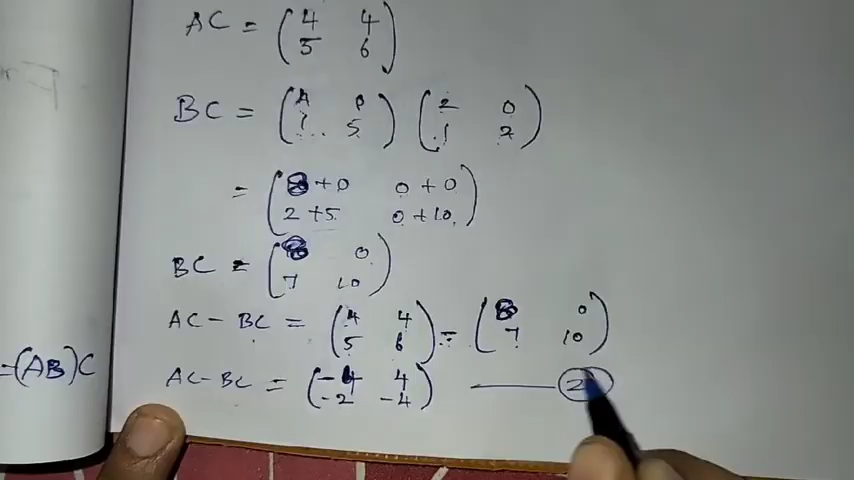 AC = (4 4
5 6)
BC = (4 0
1 5) (2 0
1 2)
= (8+0 0+0
2+5 0+10)
BC = (8 0
7 10)
AC - BC = (4 4
5 6) - (8 0
7 10)
=(AB)C
AC-BC = (-4 4
-2 -4) 2